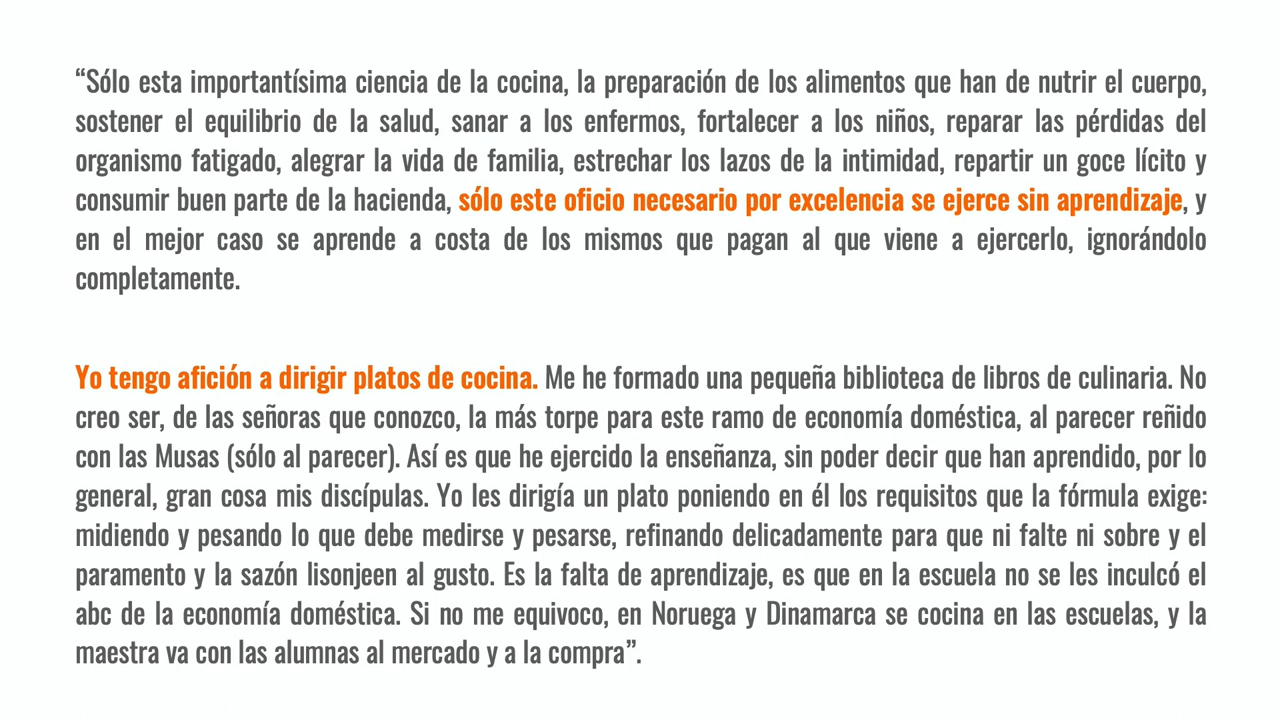 “Sólo esta importantísima ciencia de la cocina, la preparación de los alimentos que han de nutrir el cuerpo,
sostener el equilibrio de la salud, sanar a los enfermos, fortalecer a los niños, reparar las pérdidas del
organismo fatigado, alegrar la vida de familia, estrechar los lazos de la intimidad, repartir un goce lícito y
consumir buen parte de la hacienda, sólo este oficio necesario por excelencia se ejerce sin aprendizaje, y
en el mejor caso se aprende a costa de los mismos que pagan al que viene a ejercerlo, ignorándolo
completamente.
Yo tengo afición a dirigir platos de cocina. Me he formado una pequeña biblioteca de libros de culinaria. No
creo ser, de las señoras que conozco, la más torpe para este ramo de economía doméstica, al parecer reñido
con las Musas (sólo al parecer). Así es que he ejercido la enseñanza, sin poder decir que han aprendido, por lo
general, gran cosa mis discípulas. Yo les dirigía un plato poniendo en él los requisitos que la fórmula exige:
midiendo y pesando lo que debe medirse y pesarse, refinando delicadamente para que ni falte ni sobre y el
paramento y la sazón lisonjeen al gusto. Es la falta de aprendizaje, es que en la escuela no se les inculcó el
abc de la economía doméstica. Si no me equivoco, en Noruega y Dinamarca se cocina en las escuelas, y la
maestra va con las alumnas al mercado y a la compra”.